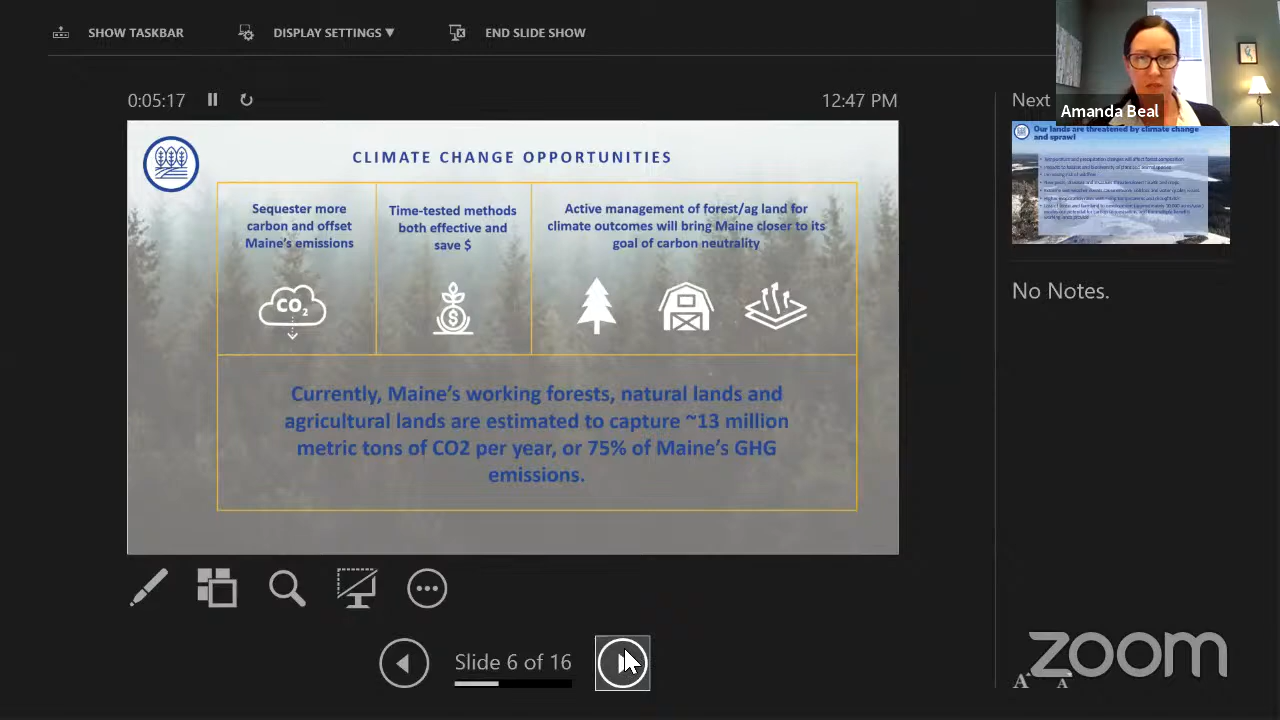 SHOW TASKBAR
DISPLAY SETTINGS ▼
END SLIDE SHOW
0:05:17
12:47 PM
Next
Amanda Beal
CLIMATE CHANGE OPPORTUNITIES
Sequester more
carbon and offset
Maine's emissions
Time-tested methods
both effective and
save $
Active management of forest/ag land for
climate outcomes will bring Maine closer to its
goal of carbon neutrality
CO2
$
Currently, Maine's working forests, natural lands and
agricultural lands are estimated to capture ~13 million
metric tons of CO2 per year, or 75% of Maine's GHG
emissions.
Our lands are threatened by climate change
and sprawl
No Notes.
Slide 6 of 16
zoom
A A